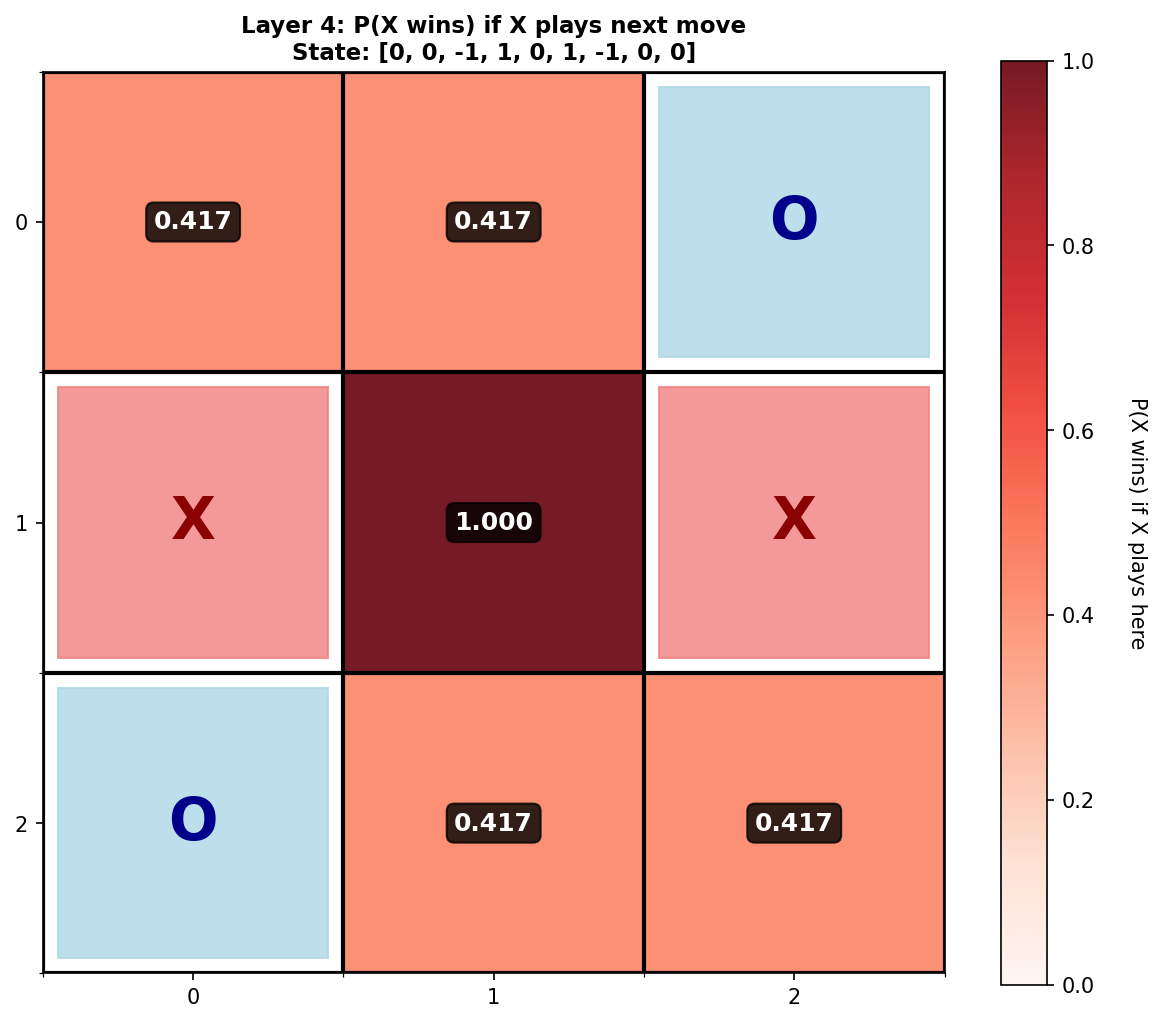 Layer 4: P(X wins) if X plays next move
State: [0, 0, -1, 1, 0, 1, -1, 0, 0]
0
0.417
0.417
O
1
X
1.000
X
2
O
0.417
0.417
0
1
2
1.0
0.8
0.6
0.4
0.2
0.0
P(X wins) if X plays here